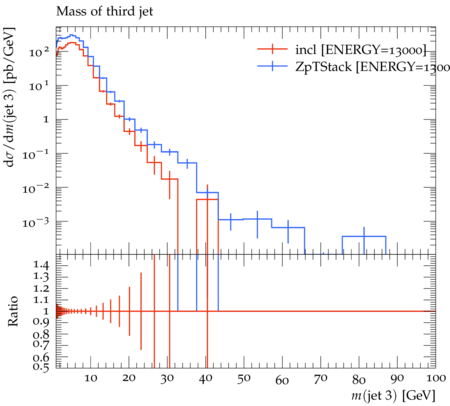 Mass of third jet
dσ/dm(jet 3) [pb/GeV]
incl [ENERGY=13000]
ZpTStack [ENERGY=1300
10²
10¹
1
10⁻¹
10⁻²
10⁻³
Ratio
1.4
1.3
1.2
1.1
1
0.9
0.8
0.7
0.6
0.5
10 20 30 40 50 60 70 80 90 100
m(jet 3) [GeV]